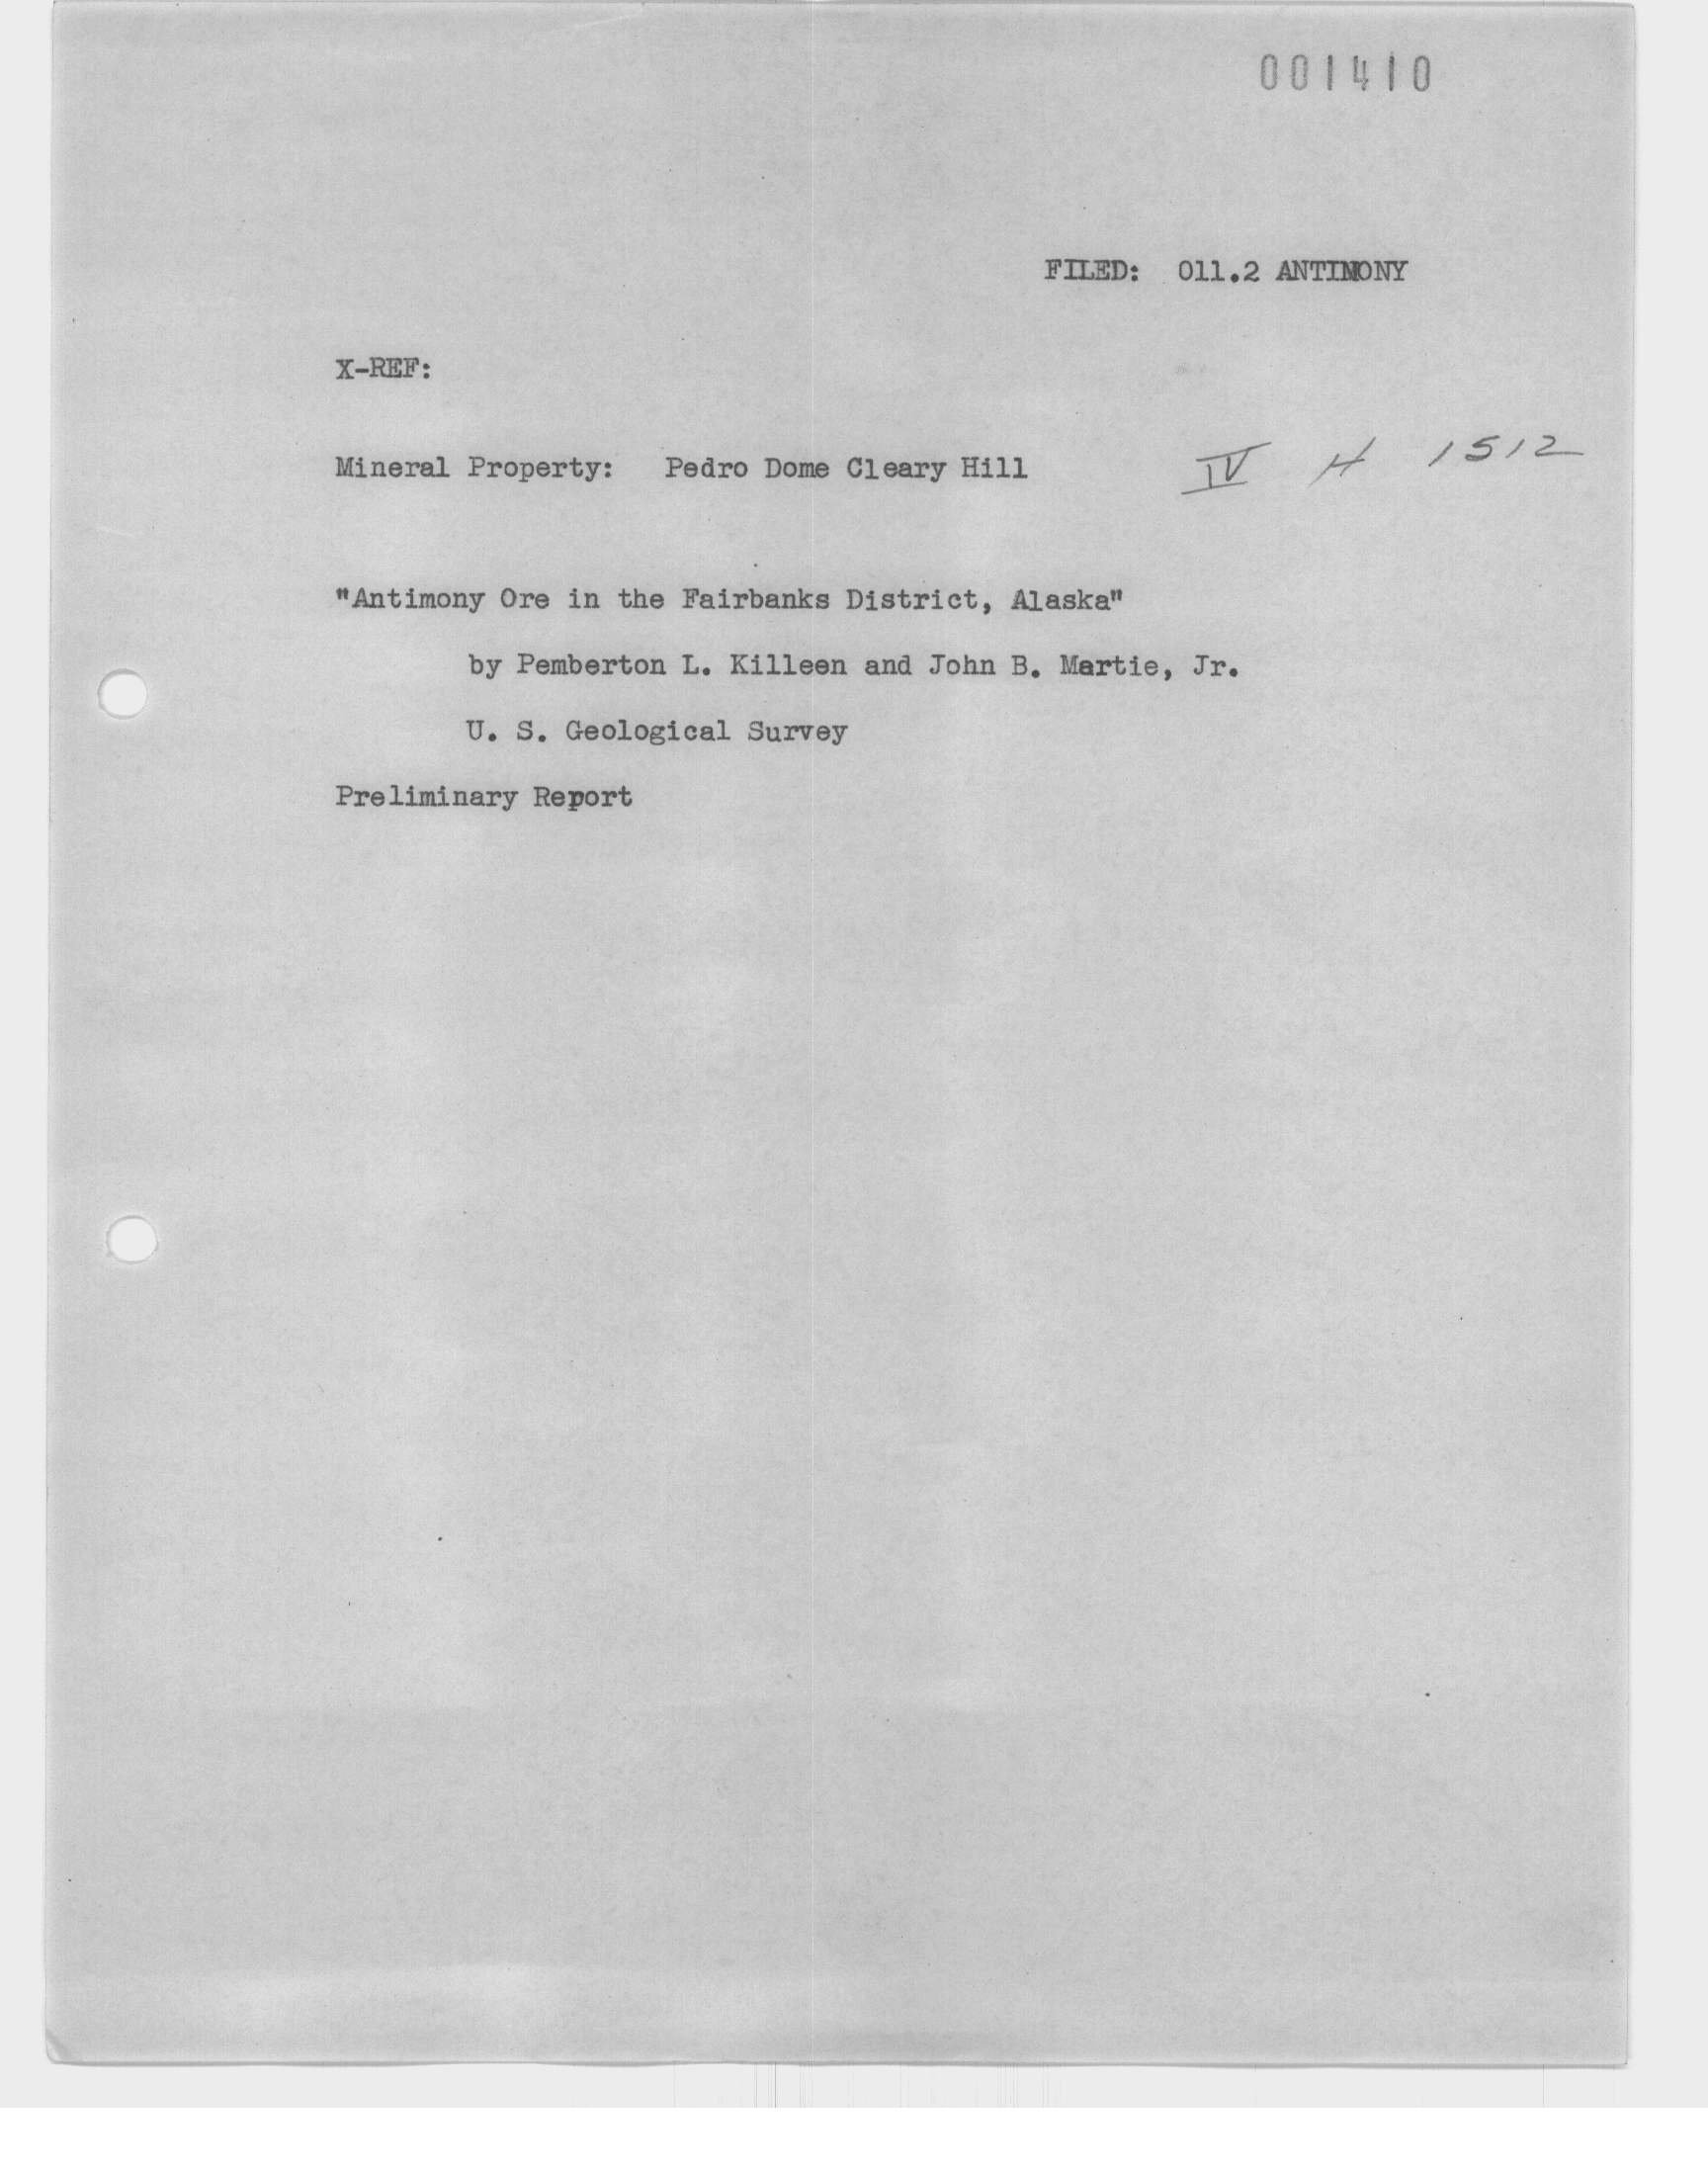 001410
FILED: 011.2 ANTIMONY
X-REF:
Mineral Property: Pedro Dome Cleary Hill IV H 1512
"Antimony Ore in the Fairbanks District, Alaska"
by Pemberton L. Killeen and John B. Martie, Jr.
U. S. Geological Survey
Preliminary Report